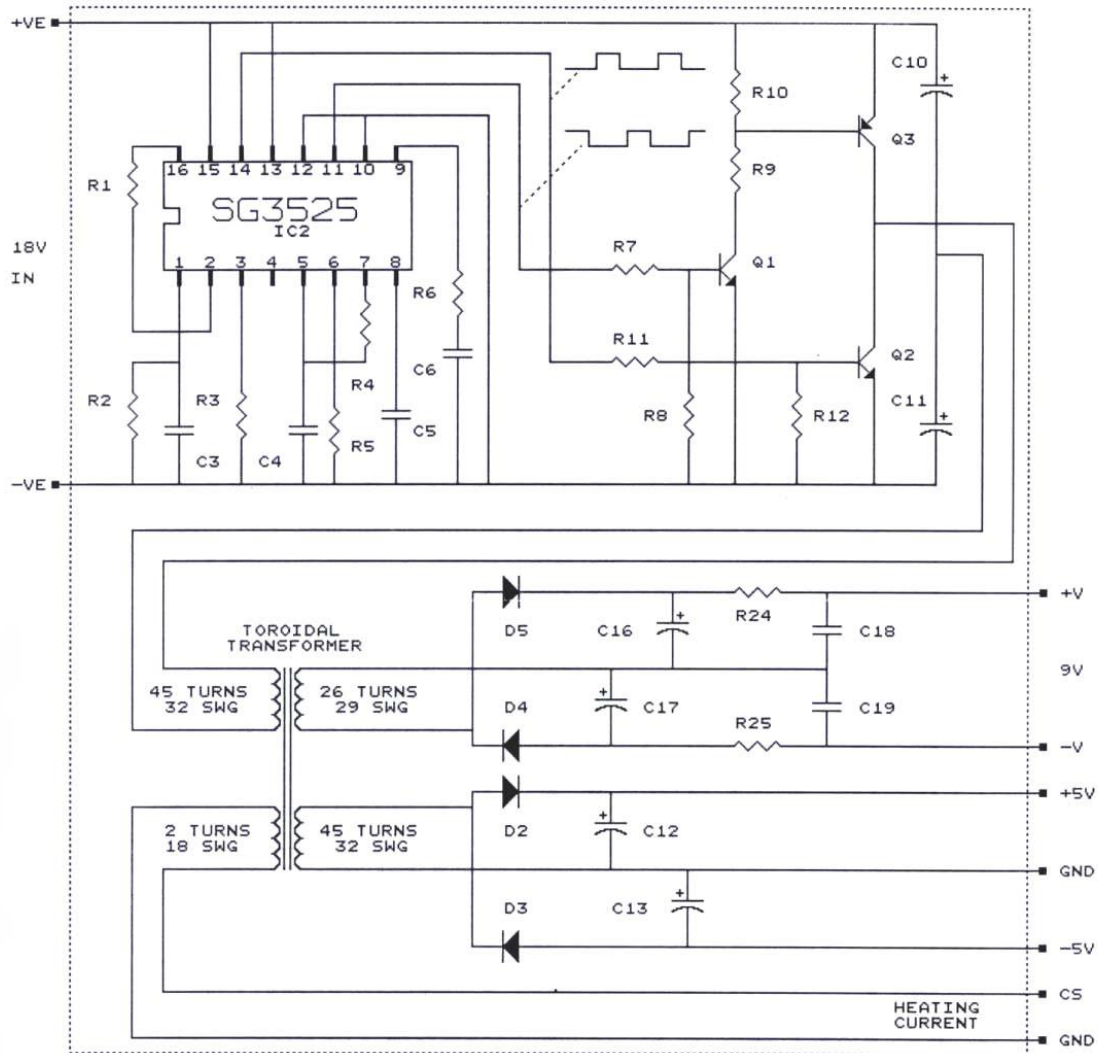 +VE
C10
+
R10
Q3
R9
16 15 14 13 12 11 10 9
R1
SG3525
IC2
18V
IN
R7
Q1
1 2 3 4 5 6 7 8
R6
R11
Q2
C6
R4
C11
+
R2
R3
R8
R12
C5
R5
C3
C4
-VE
+V
R24
D5
C16
+
C18
TOROIDAL
TRANSFORMER
9V
45 TURNS
32 SWG
26 TURNS
29 SWG
D4
+
C17
C19
R25
-V
+5V
2 TURNS
18 SWG
45 TURNS
32 SWG
D2
+
C12
GND
D3
C13
+
-5V
CS
HEATING
CURRENT
GND